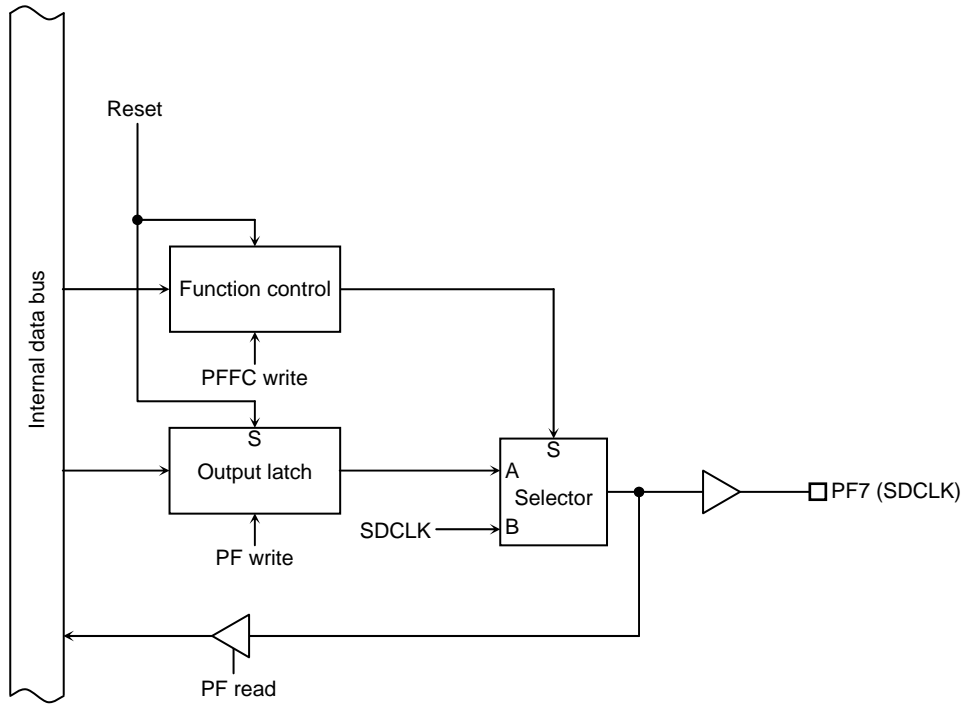 Reset
Internal data bus
Function control
PFFC write
S
Output latch
PF write
S
A
Selector
B
SDCLK
PF7 (SDCLK)
PF read